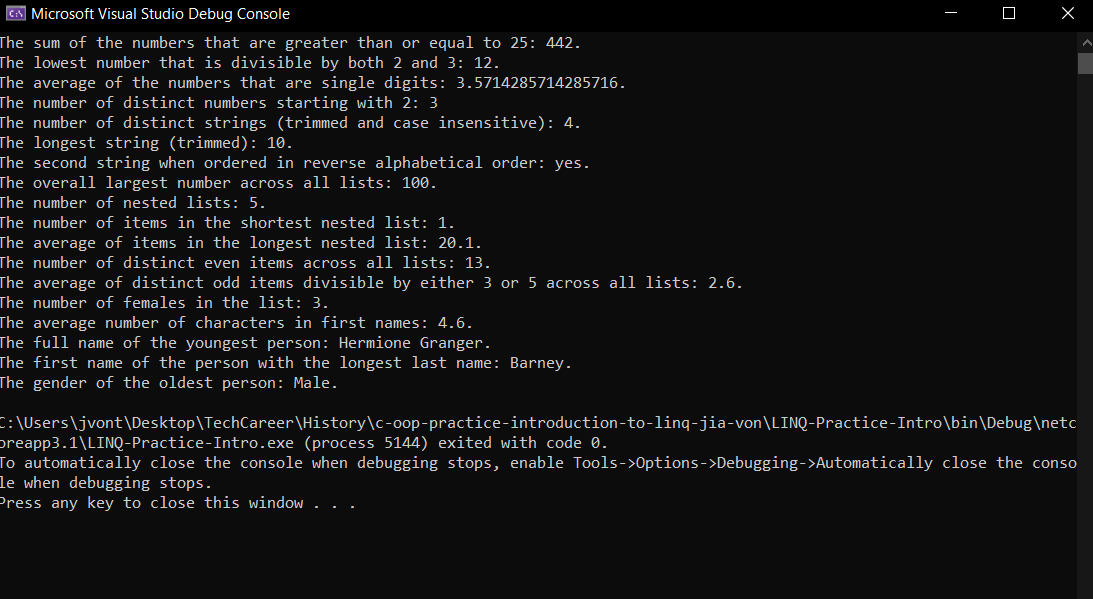 Microsoft Visual Studio Debug Console
The sum of the numbers that are greater than or equal to 25: 442.
The lowest number that is divisible by both 2 and 3: 12.
The average of the numbers that are single digits: 3.5714285714285716.
The number of distinct numbers starting with 2: 3
The number of distinct strings (trimmed and case insensitive): 4.
The longest string (trimmed): 10.
The second string when ordered in reverse alphabetical order: yes.
The overall largest number across all lists: 100.
The number of nested lists: 5.
The number of items in the shortest nested list: 1.
The average of items in the longest nested list: 20.1.
The number of distinct even items across all lists: 13.
The average of distinct odd items divisible by either 3 or 5 across all lists: 2.6.
The number of females in the list: 3.
The average number of characters in first names: 4.6.
The full name of the youngest person: Hermione Granger.
The first name of the person with the longest last name: Barney.
The gender of the oldest person: Male.
C:\Users\jvont\Desktop\TechCareer\History\c-oop-practice-introduction-to-linq-jia-von\LINQ-Practice-Intro\bin\Debug\netc
oreapp3.1\LINQ-Practice-Intro.exe (process 5144) exited with code 0.
To automatically close the console when debugging stops, enable Tools->Options->Debugging->Automatically close the conso
le when debugging stops.
Press any key to close this window . . .